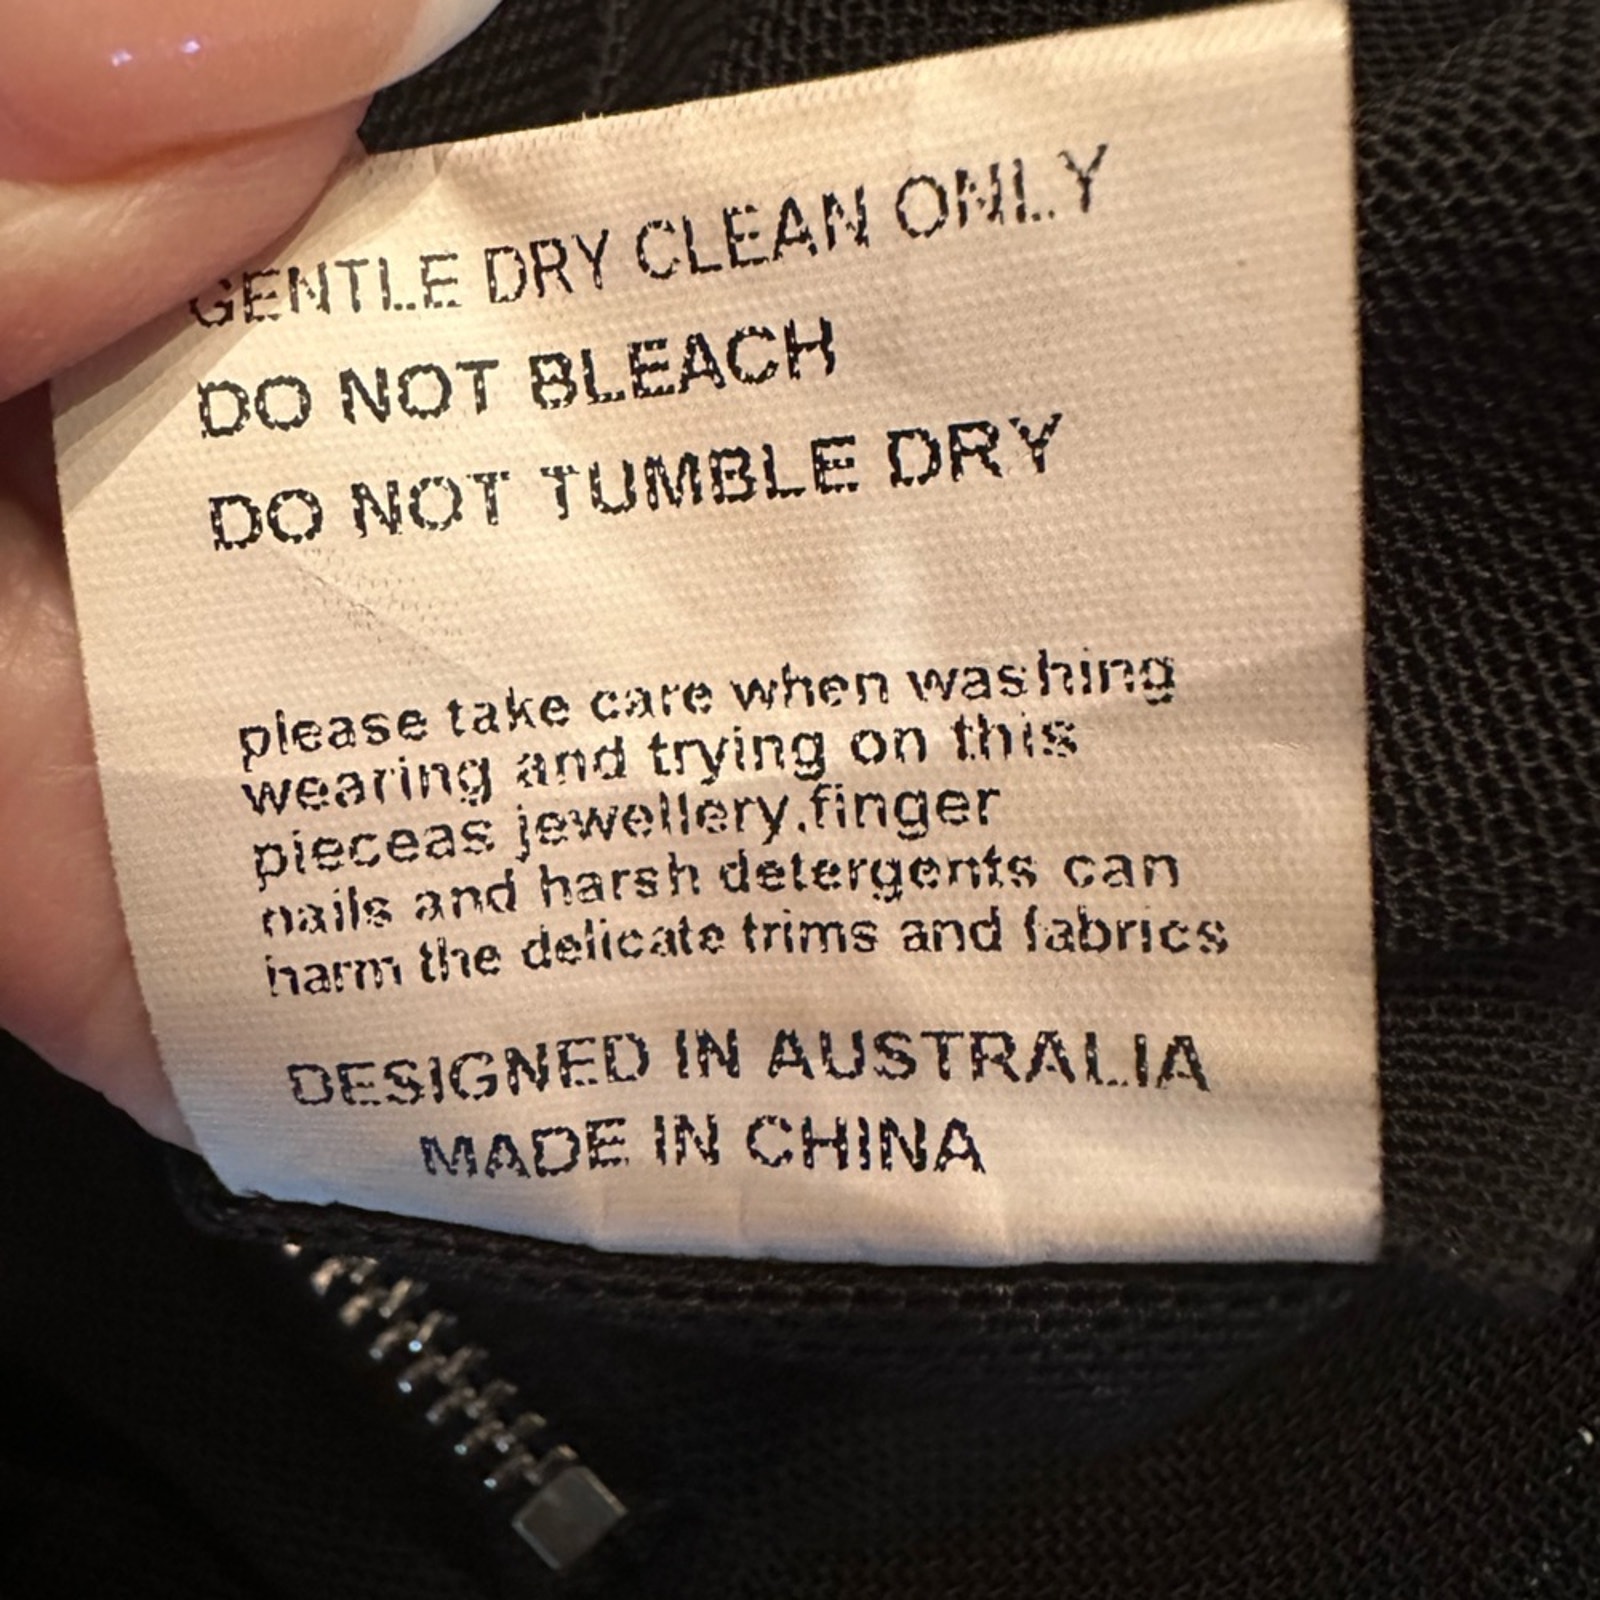 GENTLE DRY CLEAN ONLY
DO NOT BLEACH
DO NOT TUMBLE DRY
please take care when washing
wearing and trying on this
pieceas jewellery.finger
nails and harsh detergents can
harm the delicate trims and fabrics
DESIGNED IN AUSTRALIA
MADE IN CHINA